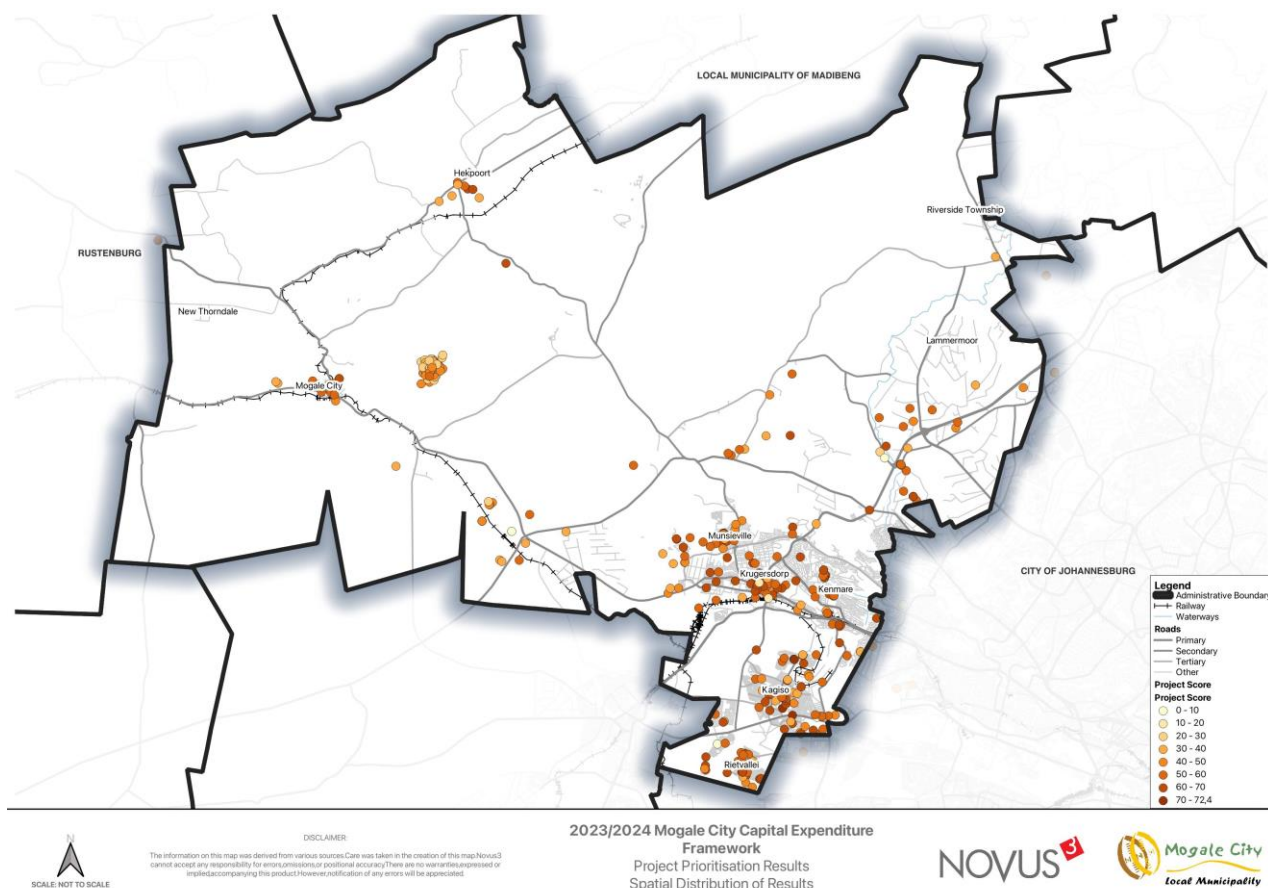 LOCAL MUNICIPALITY OF MADIBENG
Hekpoort
Riverside Township
RUSTENBURG
New Thorndale
Lammermoor
Mogale City
Munsieville
CITY OF JOHANNESBURG
Krugersdorp
Kenmare
Kagiso
Rietvallei
Legend
Administrative Boundary
Railway
Waterways
Roads
Primary
Secondary
Tertiary
Other
Project Score
Project Score
0 - 10
10 - 20
20 - 30
30 - 40
40 - 50
50 - 60
60 - 70
70 - 72,4
N
SCALE: NOT TO SCALE
DISCLAIMER:
The information on this map was derived from various sources.Care was taken in the creation of this map.Novus3
cannot accept any responsibility for errors,omissions,or positional accuracy.There are no warranties,expressed or
implied,accompanying this product.However,notification of any errors will be appreciated.
2023/2024 Mogale City Capital Expenditure
Framework
Project Prioritisation Results
Spatial Distribution of Results
NOVUS3
Mogale City
Local Municipality